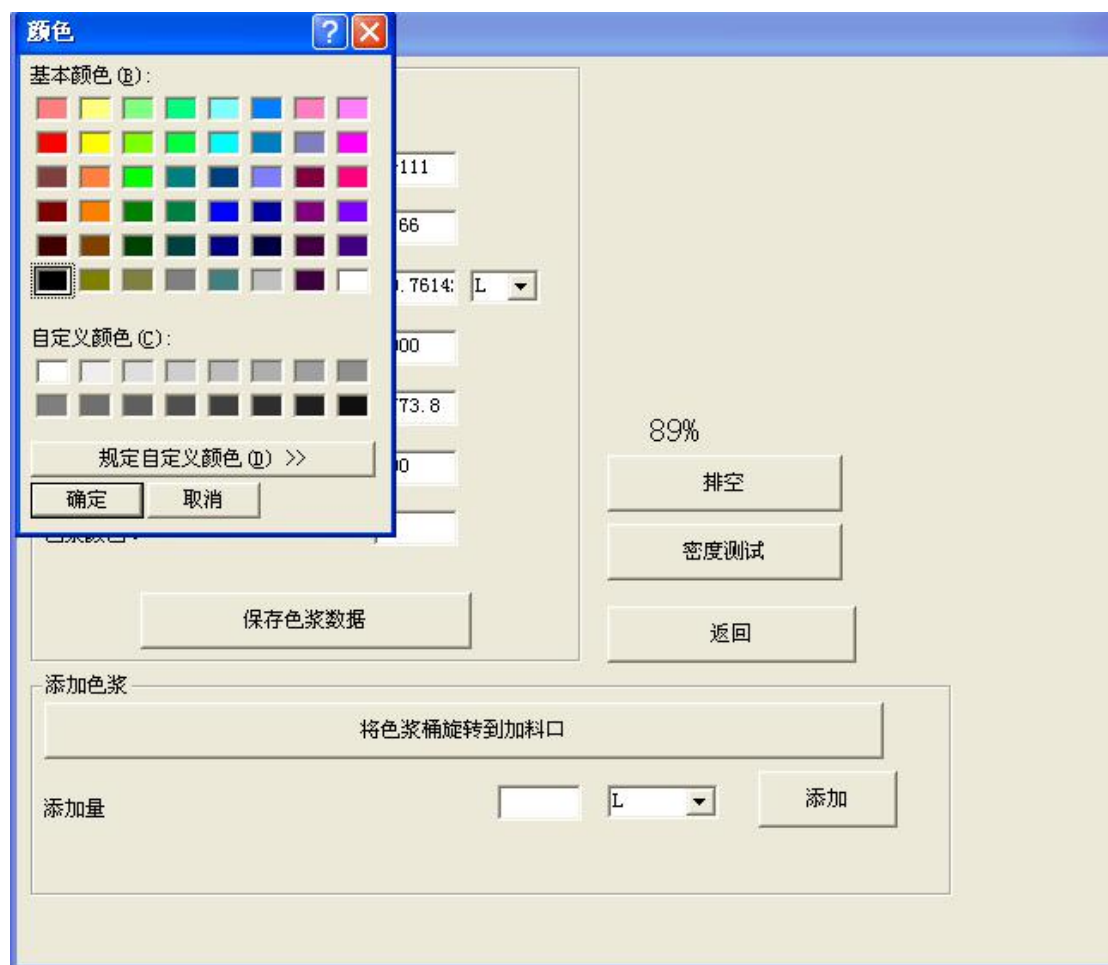 颜色
基本颜色(B):
111
66
.7614 L
自定义颜色(C):
00
73.8
89%
规定自定义颜色(D) >>
0
排空
确定 取消
密度测试
保存色浆数据
返回
添加色浆
将色浆桶旋转到加料口
添加量 L 添加